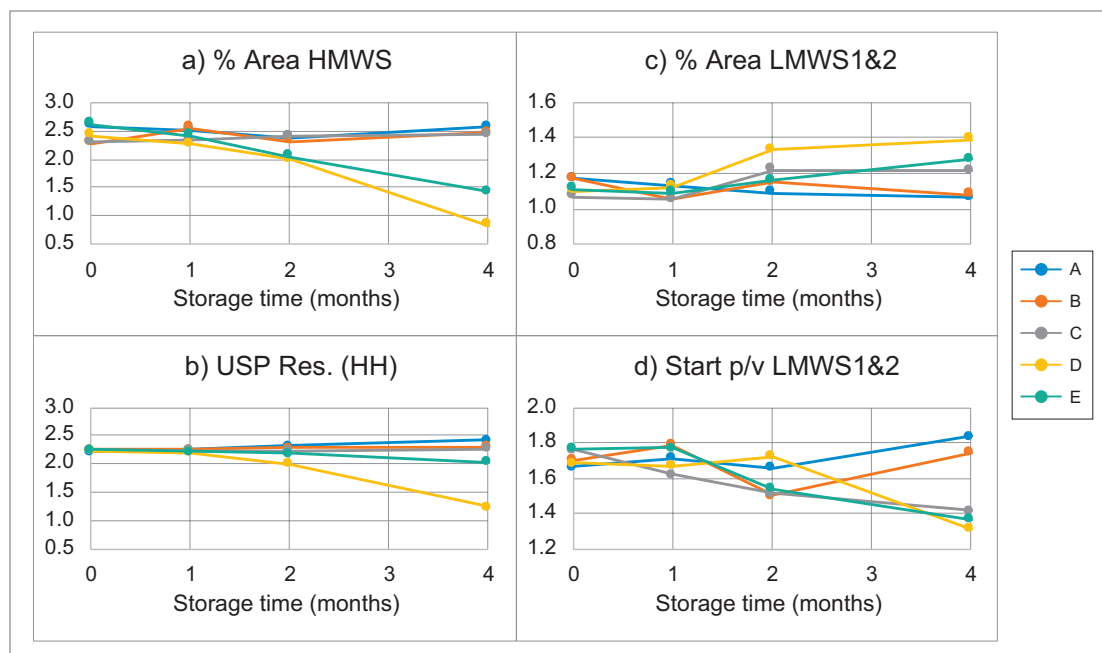 a) % Area HMWS
3.0
2.5
2.0
1.5
1.0
0.5
0 1 2 3 4
Storage time (months)
c) % Area LMWS1&2
1.6
1.4
1.2
1.0
0.8
0 1 2 3 4
Storage time (months)
b) USP Res. (HH)
3.0
2.5
2.0
1.5
1.0
0.5
0 1 2 3 4
Storage time (months)
d) Start p/v LMWS1&2
2.0
1.8
1.6
1.4
1.2
0 1 2 3 4
Storage time (months)
A
B
C
D
E